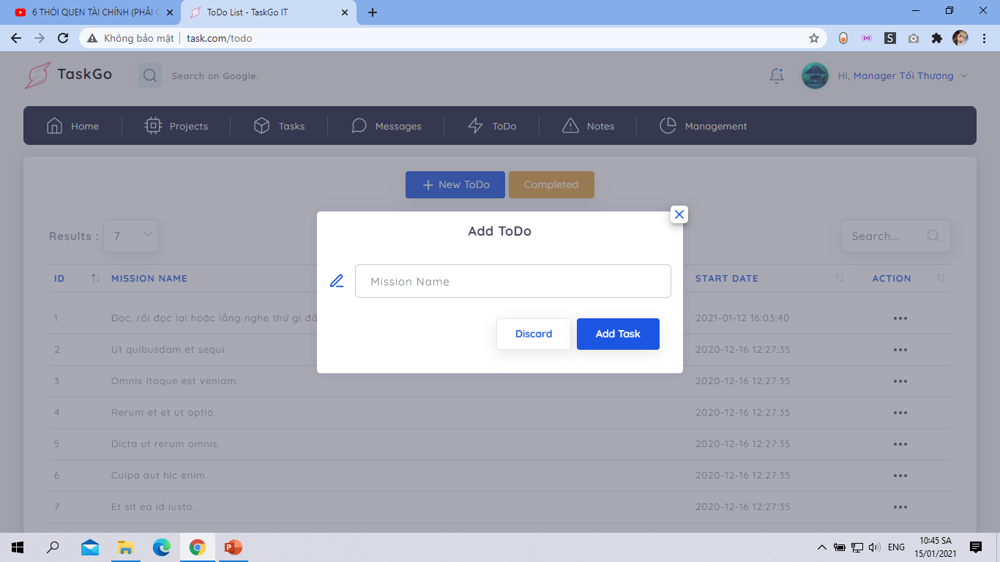 6 THÓI QUEN TÀI CHÍNH (PHẢI C
ToDo List - TaskGo IT
Không bảo mật
task.com/todo
TaskGo
Search on Google.
Hi, Manager Tối Thượng
Home
Projects
Tasks
Messages
ToDo
Notes
Management
New ToDo
Completed
Add ToDo
Results :
7
Search...
ID
MISSION NAME
START DATE
ACTION
Mission Name
1
Đọc, rồi đọc lại hoặc lắng nghe thứ gì
2021-01-12 16:03:40
Discard
Add Task
2
Ut quibusdam et sequi.
2020-12-16 12:27:35
3
Omnis itaque est veniam.
2020-12-16 12:27:35
4
Rerum et et ut optio.
2020-12-16 12:27:35
5
Dicta ut rerum omnis.
2020-12-16 12:27:35
6
Culpa aut hic enim.
2020-12-16 12:27:35
7
Et sit ea id iusto.
2020-12-16 12:27:35
ENG
10:45 SA
15/01/2021